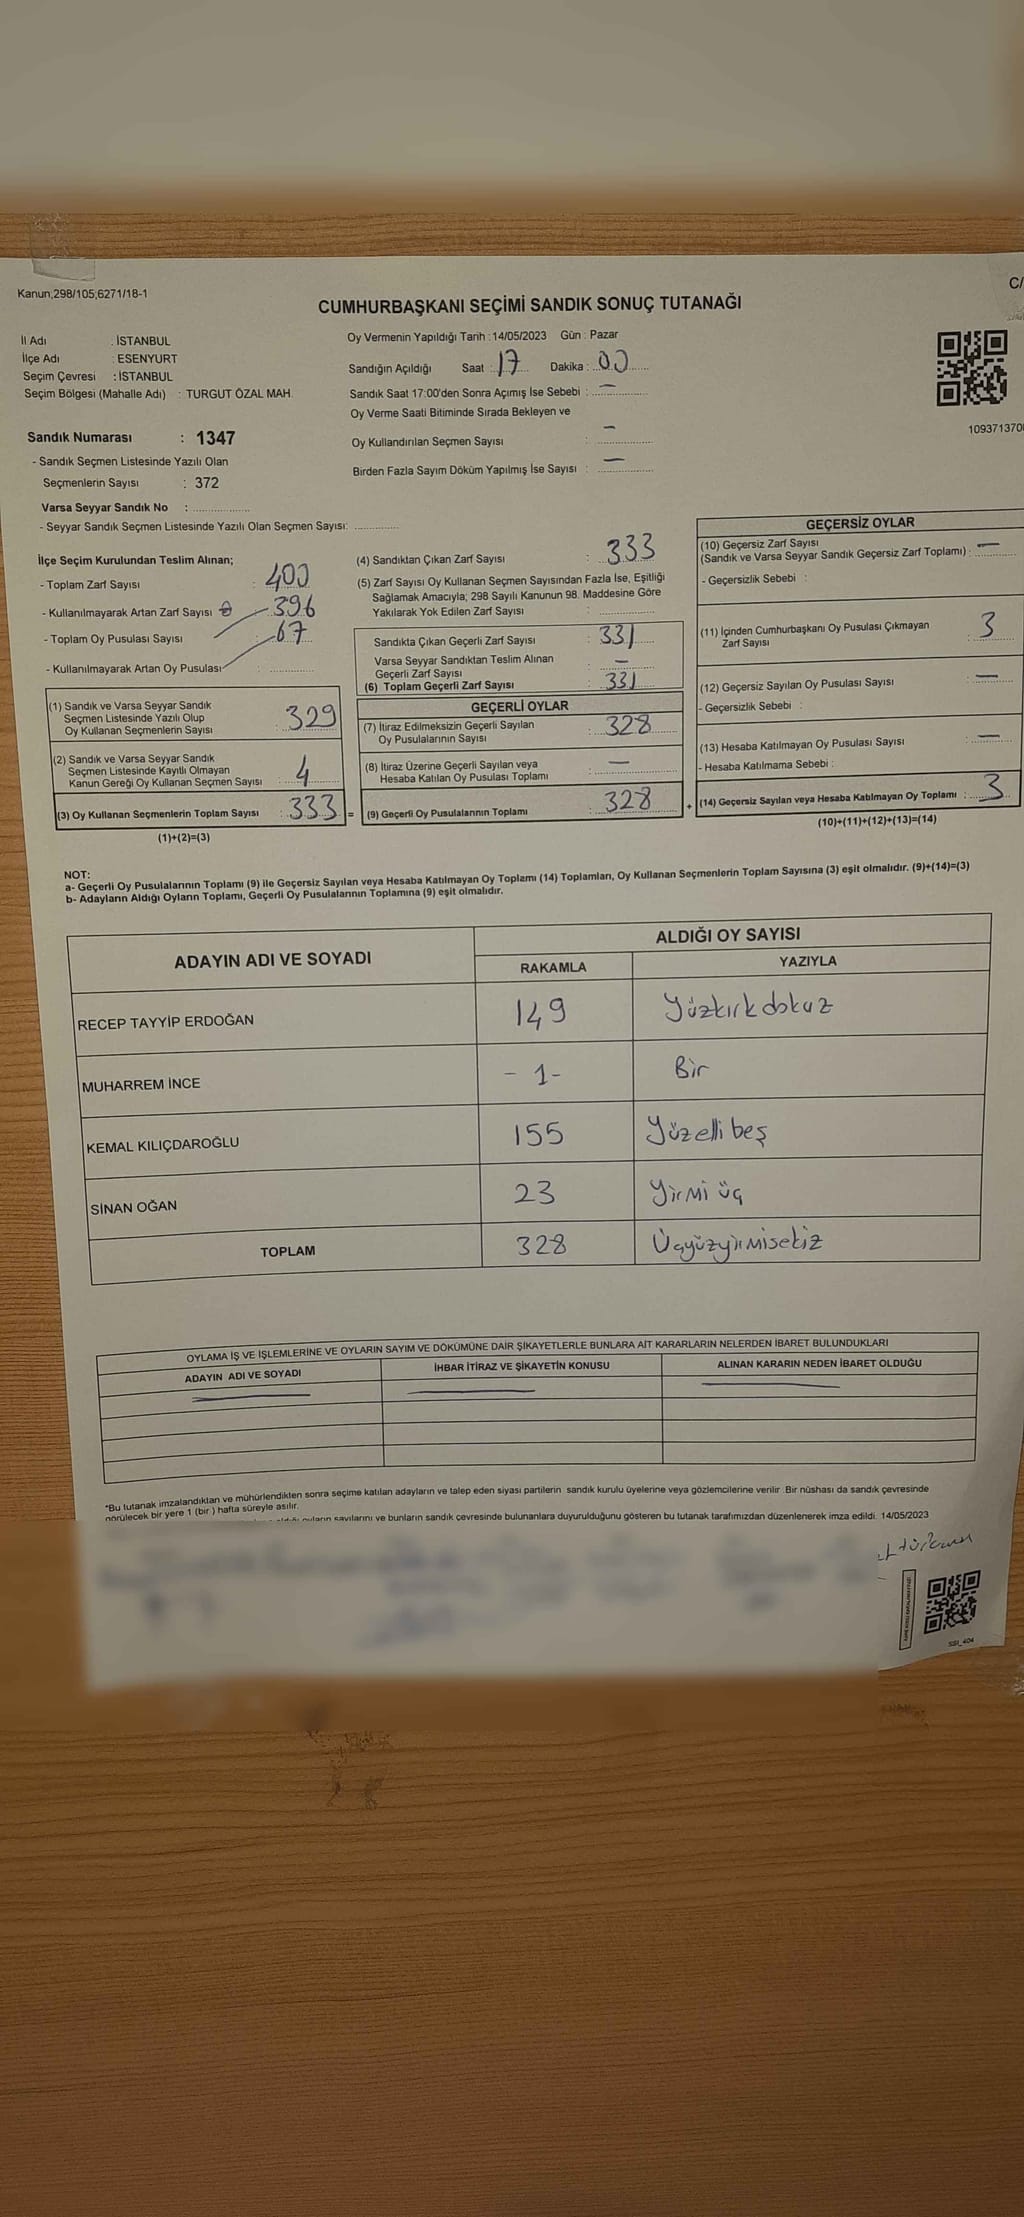 Kanun;298/105;6271/18-1
C/
CUMHURBAŞKANI SEÇİMİ SANDIK SONUÇ TUTANAĞI
İl Adı : İSTANBUL
İlçe Adı : ESENYURT
Seçim Çevresi : İSTANBUL
Seçim Bölgesi (Mahalle Adı) : TURGUT ÖZAL MAH.
Oy Vermenin Yapıldığı Tarih : 14/05/2023 Gün : Pazar
Sandığın Açıldığı Saat : 17 Dakika : 00
Sandık Saat 17:00'den Sonra Açımış İse Sebebi : —
Oy Verme Saati Bitiminde Sırada Bekleyen ve
Oy Kullandırılan Seçmen Sayısı : —
Birden Fazla Sayım Döküm Yapılmış İse Sayısı : —
109371370
Sandık Numarası : 1347
- Sandık Seçmen Listesinde Yazılı Olan
Seçmenlerin Sayısı : 372
Varsa Seyyar Sandık No :
- Seyyar Sandık Seçmen Listesinde Yazılı Olan Seçmen Sayısı:
İlçe Seçim Kurulundan Teslim Alınan;
- Toplam Zarf Sayısı : 400
- Kullanılmayarak Artan Zarf Sayısı 396
- Toplam Oy Pusulası Sayısı 67
- Kullanılmayarak Artan Oy Pusulası :
(1) Sandık ve Varsa Seyyar Sandık
Seçmen Listesinde Yazılı Olup
Oy Kullanan Seçmenlerin Sayısı : 329
(2) Sandık ve Varsa Seyyar Sandık
Seçmen Listesinde Kayıtlı Olmayan
Kanun Gereği Oy Kullanan Seçmen Sayısı : 4
(3) Oy Kullanan Seçmenlerin Toplam Sayısı : 333 =
(1)+(2)=(3)
(4) Sandıktan Çıkan Zarf Sayısı : 333
(5) Zarf Sayısı Oy Kullanan Seçmen Sayısından Fazla İse, Eşitliği
Sağlamak Amacıyla; 298 Sayılı Kanunun 98. Maddesine Göre
Yakılarak Yok Edilen Zarf Sayısı :
Sandıkta Çıkan Geçerli Zarf Sayısı : 331
Varsa Seyyar Sandıktan Teslim Alınan
Geçerli Zarf Sayısı : —
(6) Toplam Geçerli Zarf Sayısı : 331
GEÇERLİ OYLAR
(7) İtiraz Edilmeksizin Geçerli Sayılan
Oy Pusulalarının Sayısı : 328
(8) İtiraz Üzerine Geçerli Sayılan veya
Hesaba Katılan Oy Pusulası Toplamı : —
(9) Geçerli Oy Pusulalarının Toplamı : 328 +
GEÇERSİZ OYLAR
(10) Geçersiz Zarf Sayısı
(Sandık ve Varsa Seyyar Sandık Geçersiz Zarf Toplamı) : —
- Geçersizlik Sebebi :
(11) İçinden Cumhurbaşkanı Oy Pusulası Çıkmayan
Zarf Sayısı : 3
(12) Geçersiz Sayılan Oy Pusulası Sayısı : —
- Geçersizlik Sebebi :
(13) Hesaba Katılmayan Oy Pusulası Sayısı : —
- Hesaba Katılmama Sebebi :
(14) Geçersiz Sayılan veya Hesaba Katılmayan Oy Toplamı : 3
(10)+(11)+(12)+(13)=(14)
NOT:
a- Geçerli Oy Pusulalarının Toplamı (9) ile Geçersiz Sayılan veya Hesaba Katılmayan Oy Toplamı (14) Toplamları, Oy Kullanan Seçmenlerin Toplam Sayısına (3) eşit olmalıdır. (9)+(14)=(3)
b- Adayların Aldığı Oyların Toplamı, Geçerli Oy Pusulalarının Toplamına (9) eşit olmalıdır.
ADAYIN ADI VE SOYADI ALDIĞI OY SAYISI
RAKAMLA YAZIYLA
RECEP TAYYİP ERDOĞAN 149 Yüzkırkdokuz
MUHARREM İNCE - 1 - Bir
KEMAL KILIÇDAROĞLU 155 Yüzelli beş
SİNAN OĞAN 23 Yirmi üç
TOPLAM 328 Üçyüzyirmisekiz
OYLAMA İŞ VE İŞLEMLERİNE VE OYLARIN SAYIM VE DÖKÜMÜNE DAİR ŞİKAYETLERLE BUNLARA AİT KARARLARIN NELERDEN İBARET BULUNDUKLARI
ADAYIN ADI VE SOYADI İHBAR İTİRAZ VE ŞİKAYETİN KONUSU ALINAN KARARIN NEDEN İBARET OLDUĞU
*Bu tutanak imzalandıktan ve mühürlendikten sonra seçime katılan adayların ve talep eden siyasi partilerin sandık kurulu üyelerine veya gözlemcilerine verilir. Bir nüshası da sandık çevresinde
görülecek bir yere 1 (bir) hafta süreyle asılır.
oyların sayılarını ve bunların sandık çevresinde bulunanlara duyurulduğunu gösteren bu tutanak tarafımızdan düzenlenerek imza edildi. 14/05/2023
SSI_404